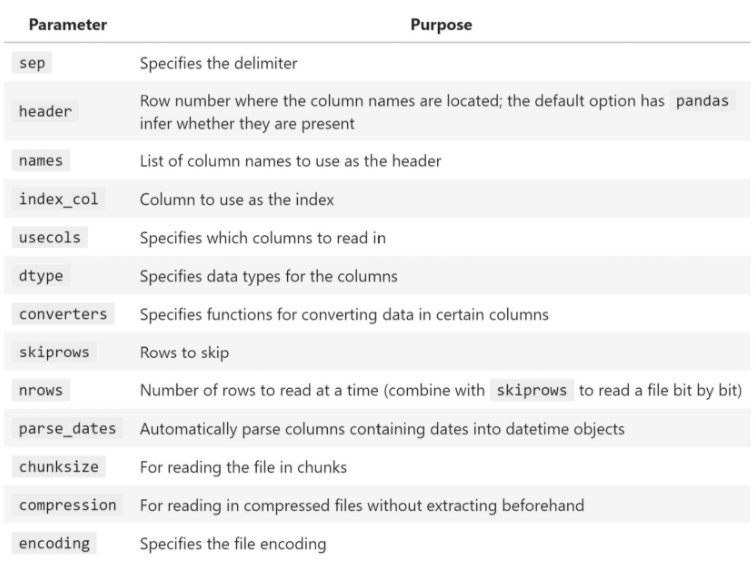 Parameter Purpose
sep Specifies the delimiter
header Row number where the column names are located; the default option has pandas
infer whether they are present
names List of column names to use as the header
index_col Column to use as the index
usecols Specifies which columns to read in
dtype Specifies data types for the columns
converters Specifies functions for converting data in certain columns
skiprows Rows to skip
nrows Number of rows to read at a time (combine with skiprows to read a file bit by bit)
parse_dates Automatically parse columns containing dates into datetime objects
chunksize For reading the file in chunks
compression For reading in compressed files without extracting beforehand
encoding Specifies the file encoding